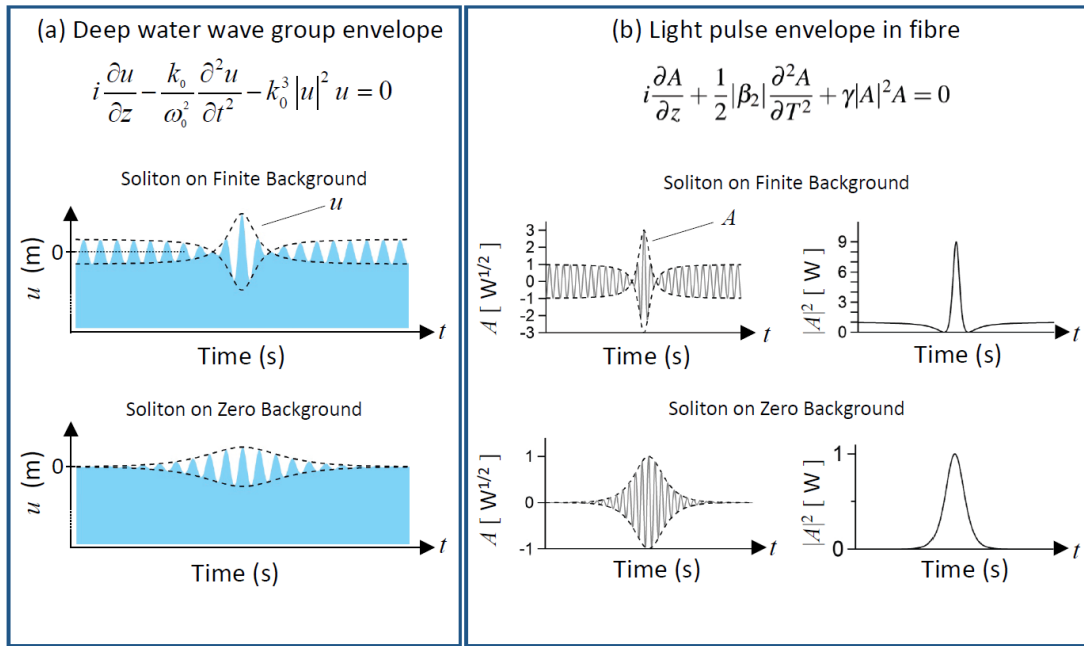 (a) Deep water wave group envelope
i ∂u/∂z − k₀/ω₀² ∂²u/∂t² − k₀³ |u|² u = 0
Soliton on Finite Background
u
0
u (m)
t
Time (s)
Soliton on Zero Background
0
u (m)
t
Time (s)
(b) Light pulse envelope in fibre
i ∂A/∂z + 1/2 |β₂| ∂²A/∂T² + γ|A|²A = 0
Soliton on Finite Background
A
3
2
1
0
-1
-2
-3
A [ W^1/2 ]
t
Time (s)
9
6
3
0
|A|² [ W ]
t
Time (s)
Soliton on Zero Background
1
0
-1
A [ W^1/2 ]
t
Time (s)
1
0
|A|² [ W ]
t
Time (s)